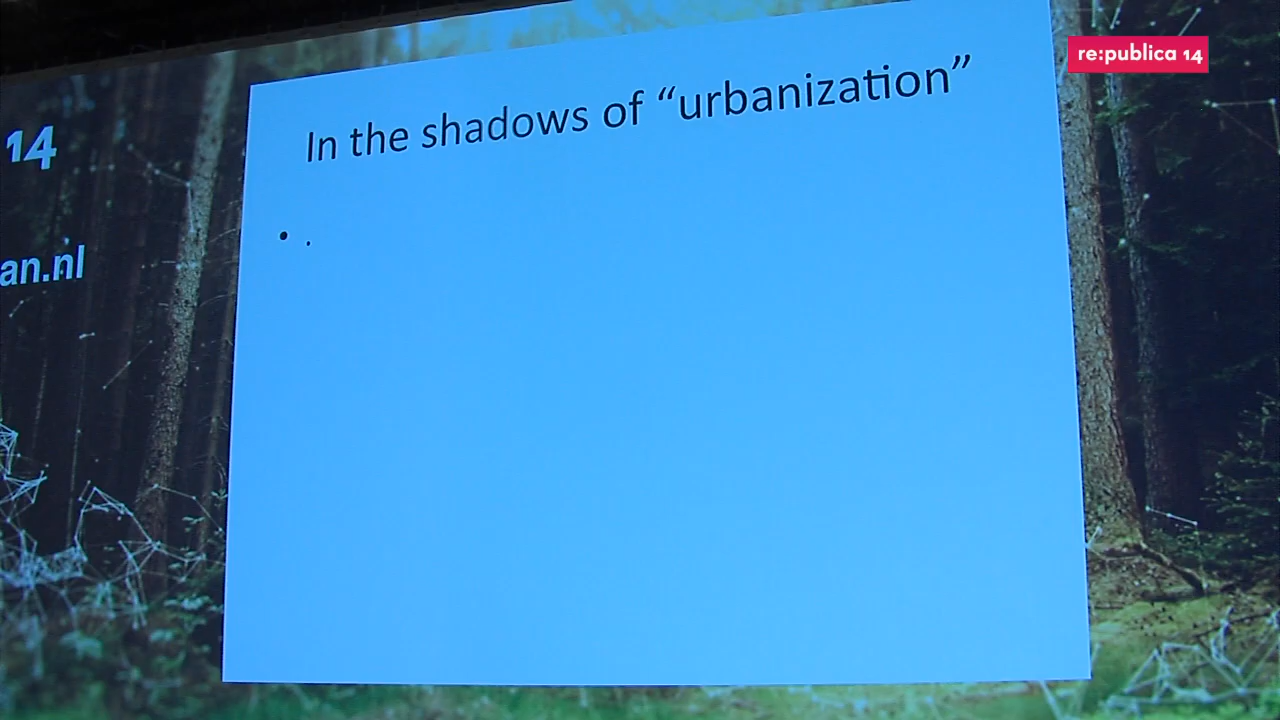 re:publica 14
In the shadows of “urbanization”
14
• .
an.nl